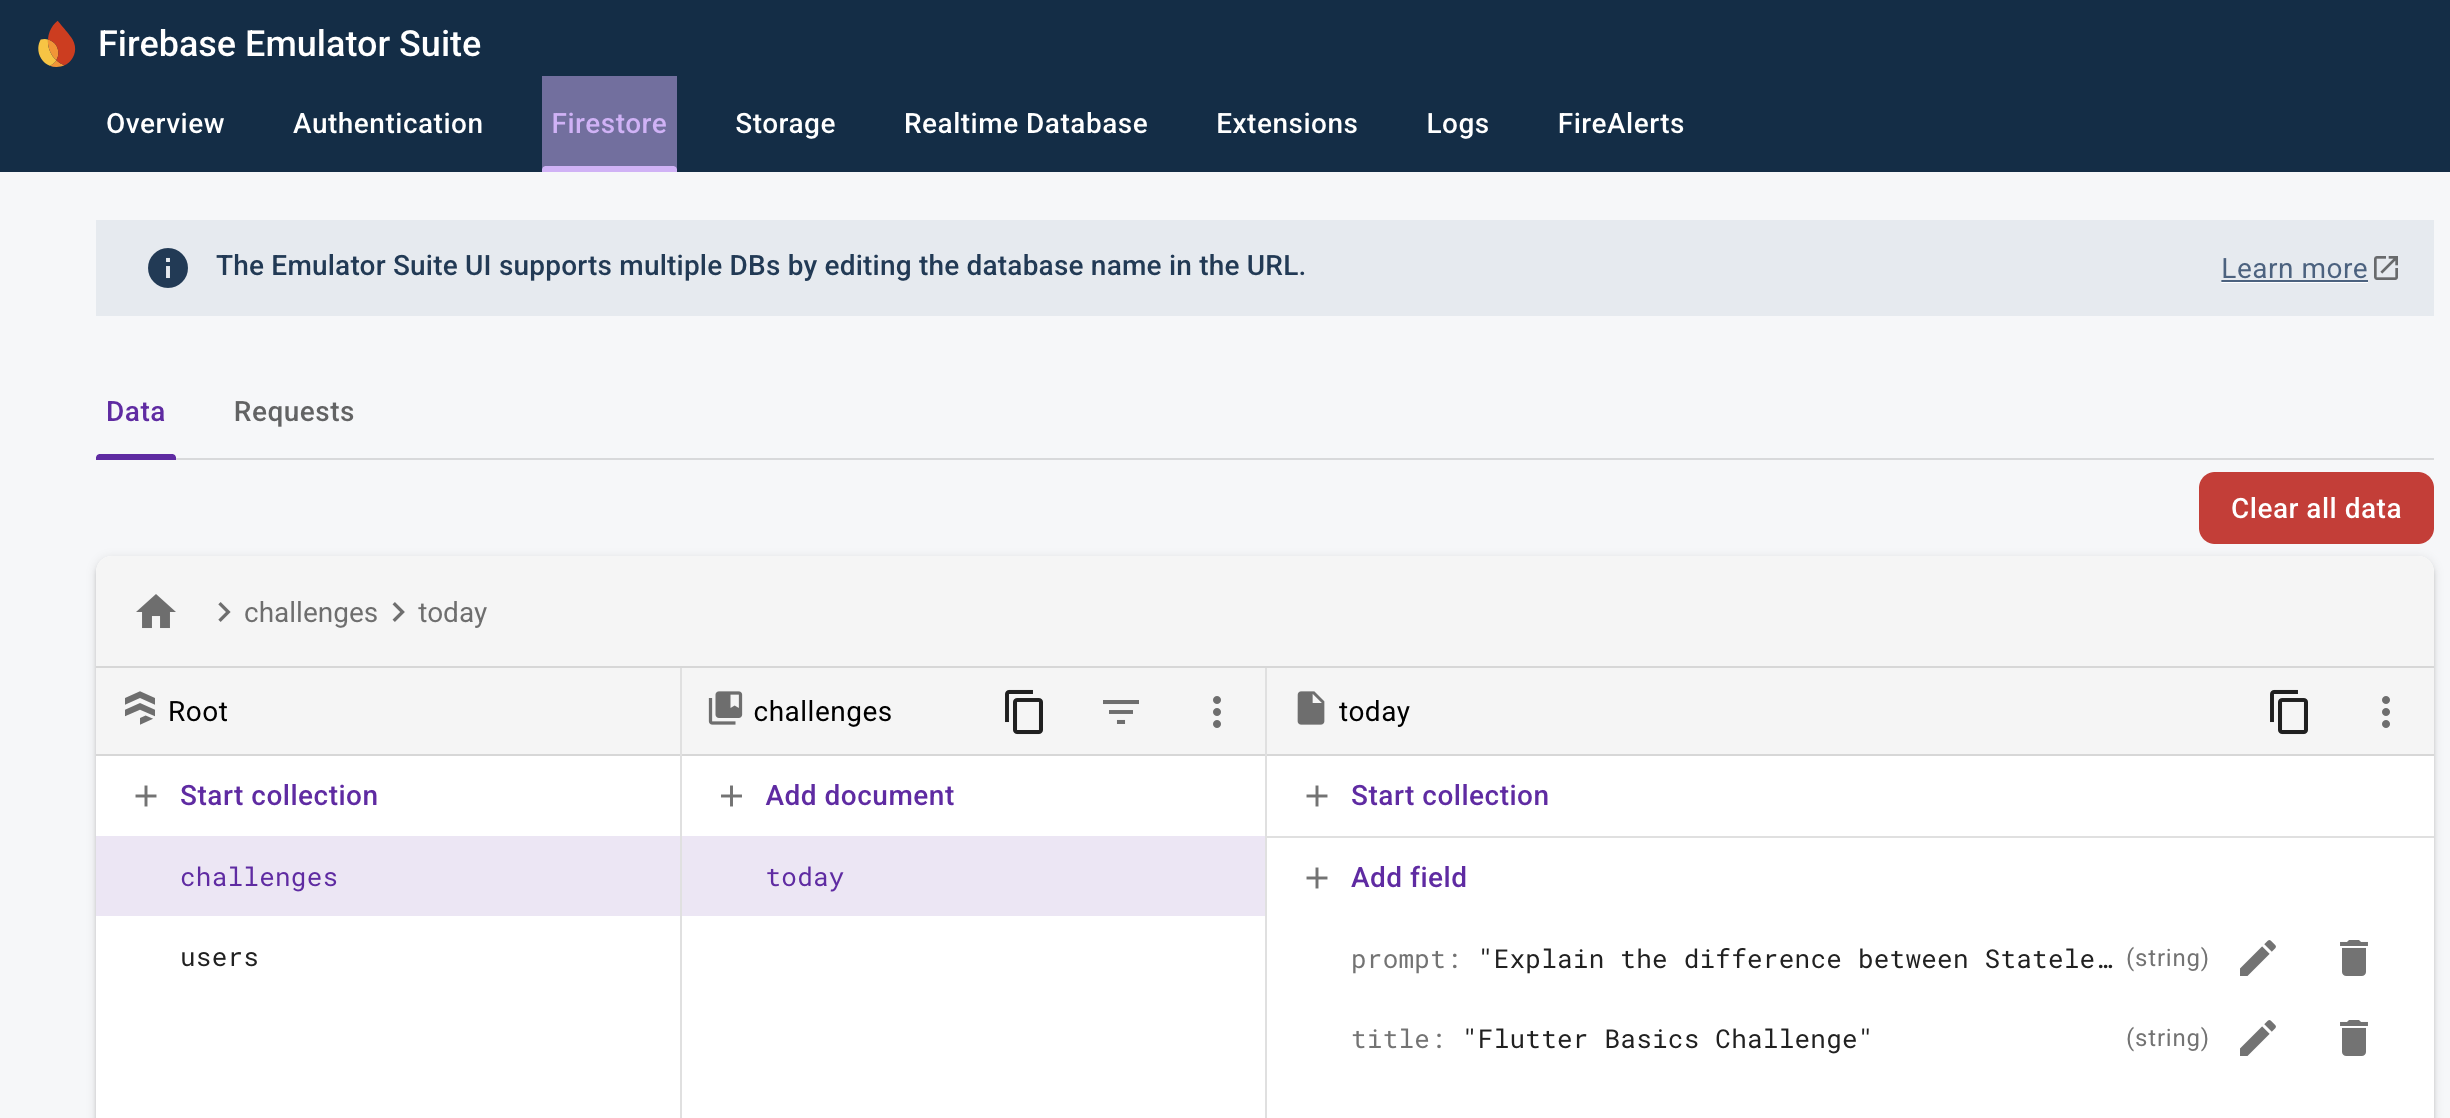 Firebase Emulator Suite
Overview Authentication Firestore Storage Realtime Database Extensions Logs FireAlerts
The Emulator Suite UI supports multiple DBs by editing the database name in the URL. Learn more
Data Requests
Clear all data
challenges today
Root challenges today
Start collection Add document Start collection
challenges today Add field
users prompt: "Explain the difference between Statele… (string)
title: "Flutter Basics Challenge" (string)